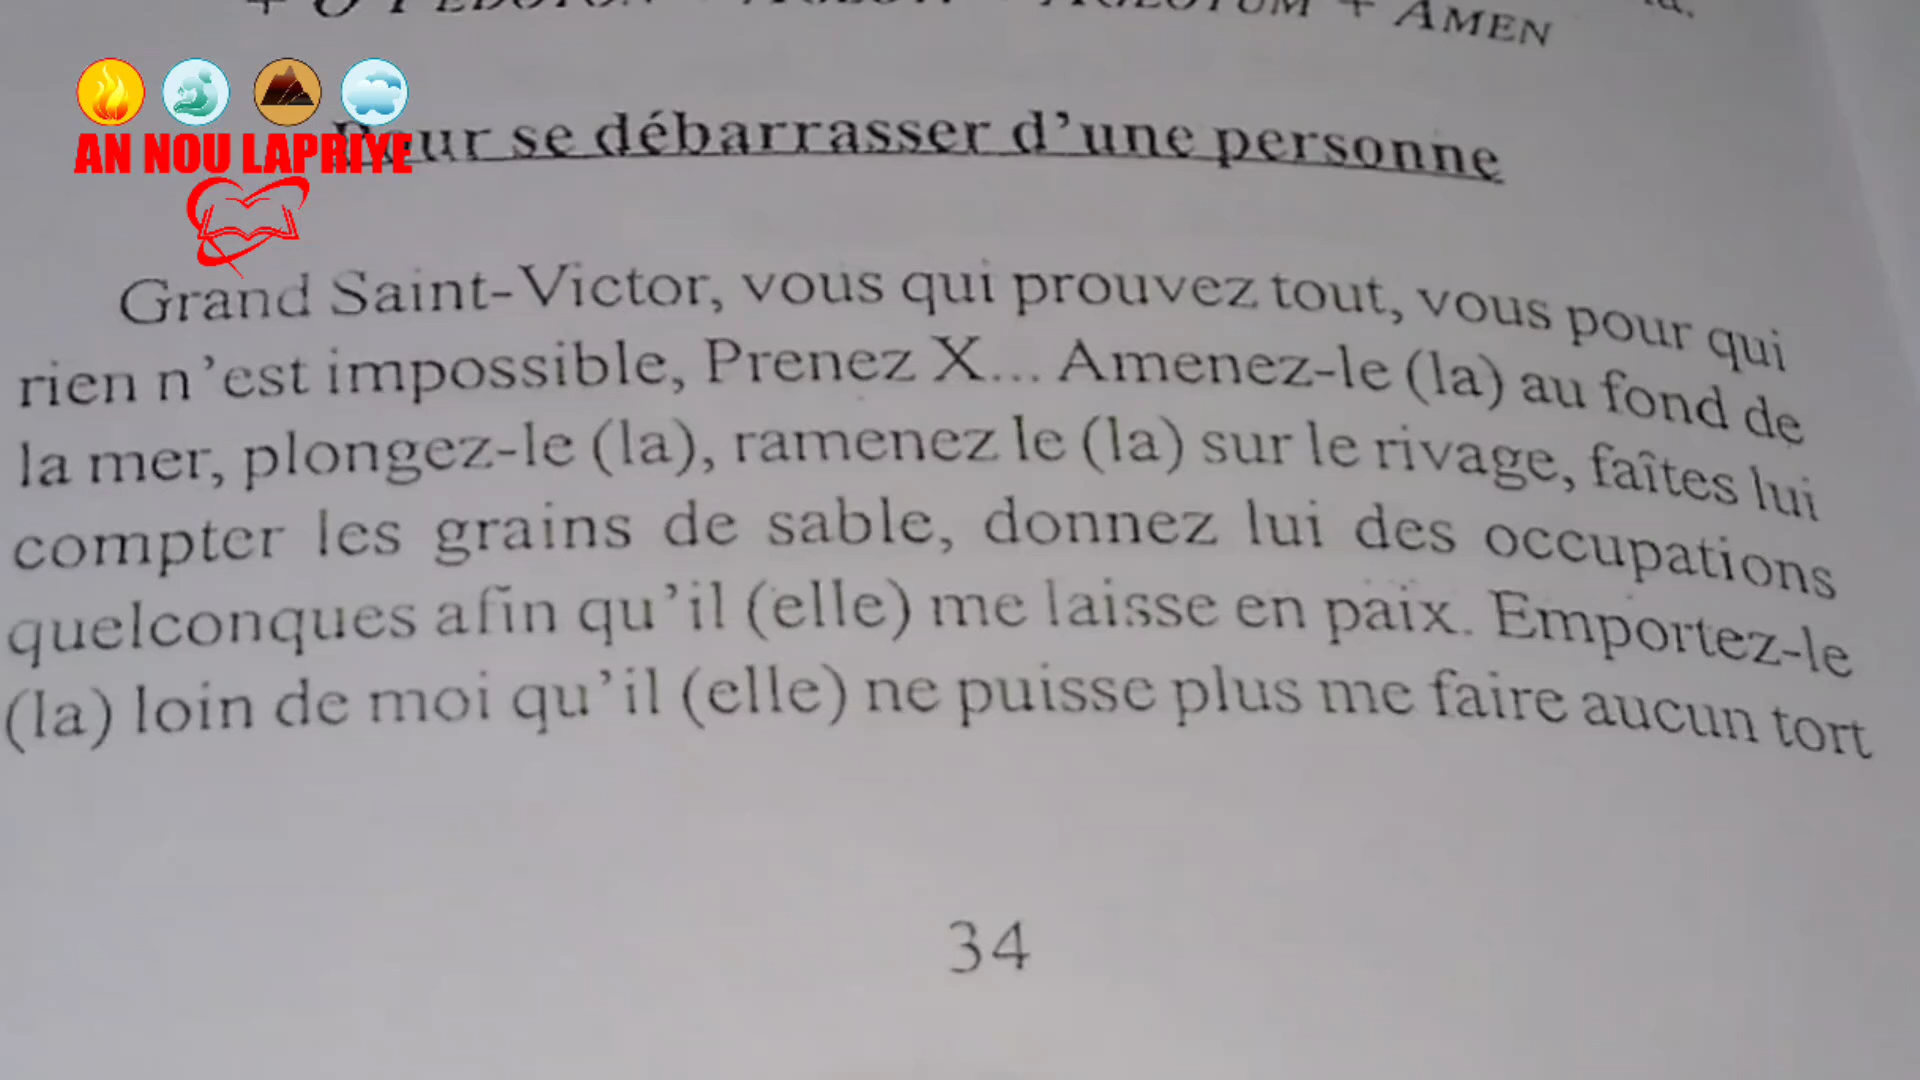 + AMEN
AN NOU LAPRIYE
Pour se débarrasser d'une personne
Grand Saint-Victor, vous qui prouvez tout, vous pour qui
rien n'est impossible, Prenez X... Amenez-le (la) au fond de
la mer, plongez-le (la), ramenez le (la) sur le rivage, faîtes lui
compter les grains de sable, donnez lui des occupations
quelconques afin qu'il (elle) me laisse en paix. Emportez-le
(la) loin de moi qu'il (elle) ne puisse plus me faire aucun tort
34